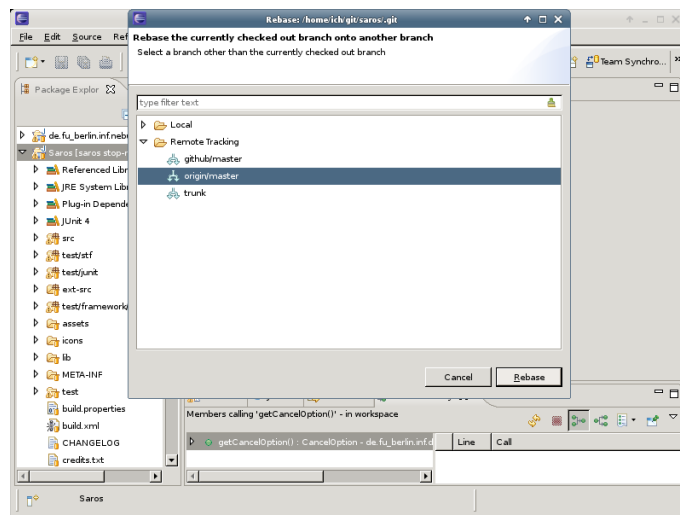 Rebase: /home/ich/git/saros/.git
File Edit Source Ref
Rebase the currently checked out branch onto another branch
Select a branch other than the currently checked out branch
Team Synchro...
Package Explor
type filter text
Local
Remote Tracking
github/master
origin/master
trunk
de.fu_berlin.inf.neb
Saros [saros stop-r
Referenced Libr
JRE System Lib
Plug-in Depende
JUnit 4
src
test/stf
test/junit
ext-src
test/framework/
assets
icons
lib
META-INF
test
build.properties
build.xml
CHANGELOG
credits.txt
Cancel Rebase
Members calling 'getCancelOption()' - in workspace
getCancelOption() : CancelOption - de.fu_berlin.inf.d
Line Call
Saros